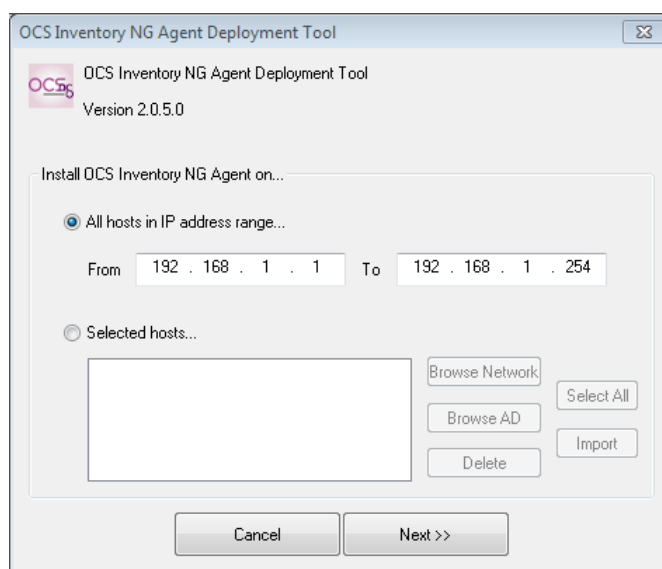 OCS Inventory NG Agent Deployment Tool
OCS Inventory NG Agent Deployment Tool
Version 2.0.5.0
Install OCS Inventory NG Agent on...
All hosts in IP address range...
From 192 . 168 . 1 . 1 To 192 . 168 . 1 . 254
Selected hosts...
Browse Network
Select All
Browse AD
Import
Delete
Cancel Next >>